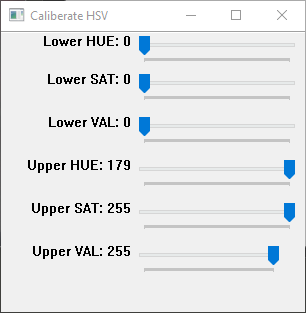 Caliberate HSV
Lower HUE: 0
Lower SAT: 0
Lower VAL: 0
Upper HUE: 179
Upper SAT: 255
Upper VAL: 255